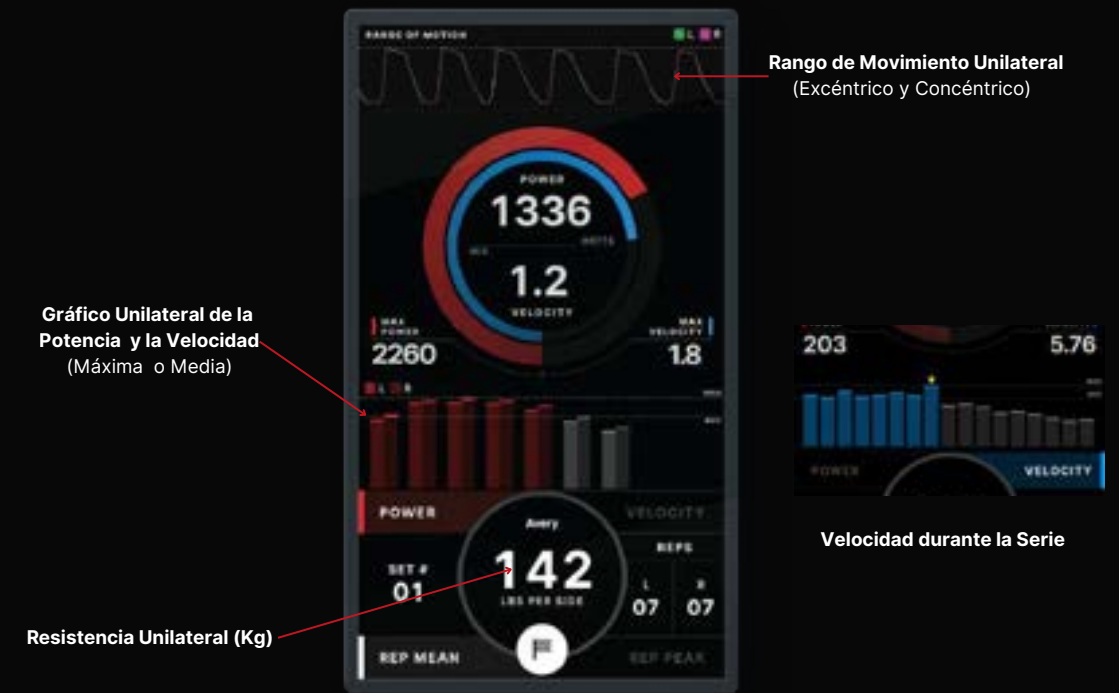 RANGE OF MOTION
L R
Rango de Movimiento Unilateral
(Excéntrico y Concéntrico)
POWER
1336
WATTS
1.2
VELOCITY
MAX
POWER
2260
MAX
VELOCITY
1.8
Gráfico Unilateral de la
Potencia y la Velocidad
(Máxima o Media)
L R
203
5.76
POWER
VELOCITY
POWER
VELOCITY
Velocidad durante la Serie
Avery
142
LBS PER SIDE
SET #
01
REPS
L R
07 07
Resistencia Unilateral (Kg)
REP MEAN
REP PEAK